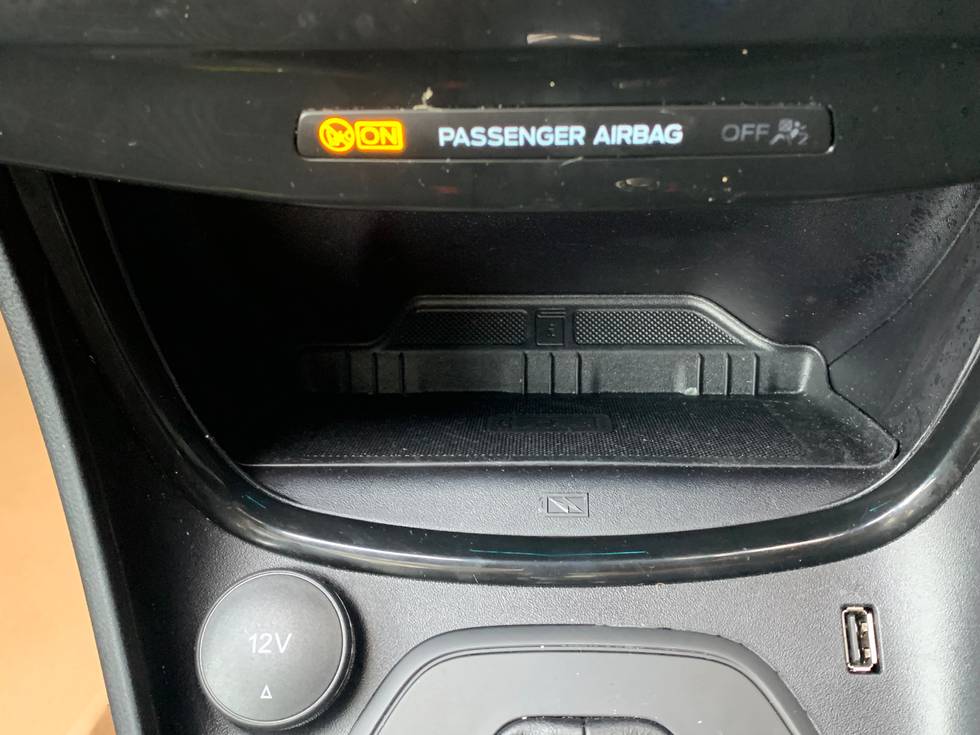 ON PASSENGER AIRBAG OFF
12V